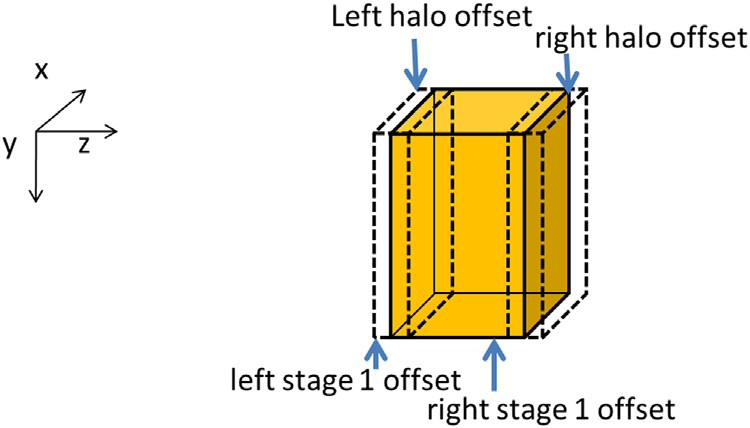 Left halo offset
right halo offset
x
y
z
left stage 1 offset
right stage 1 offset